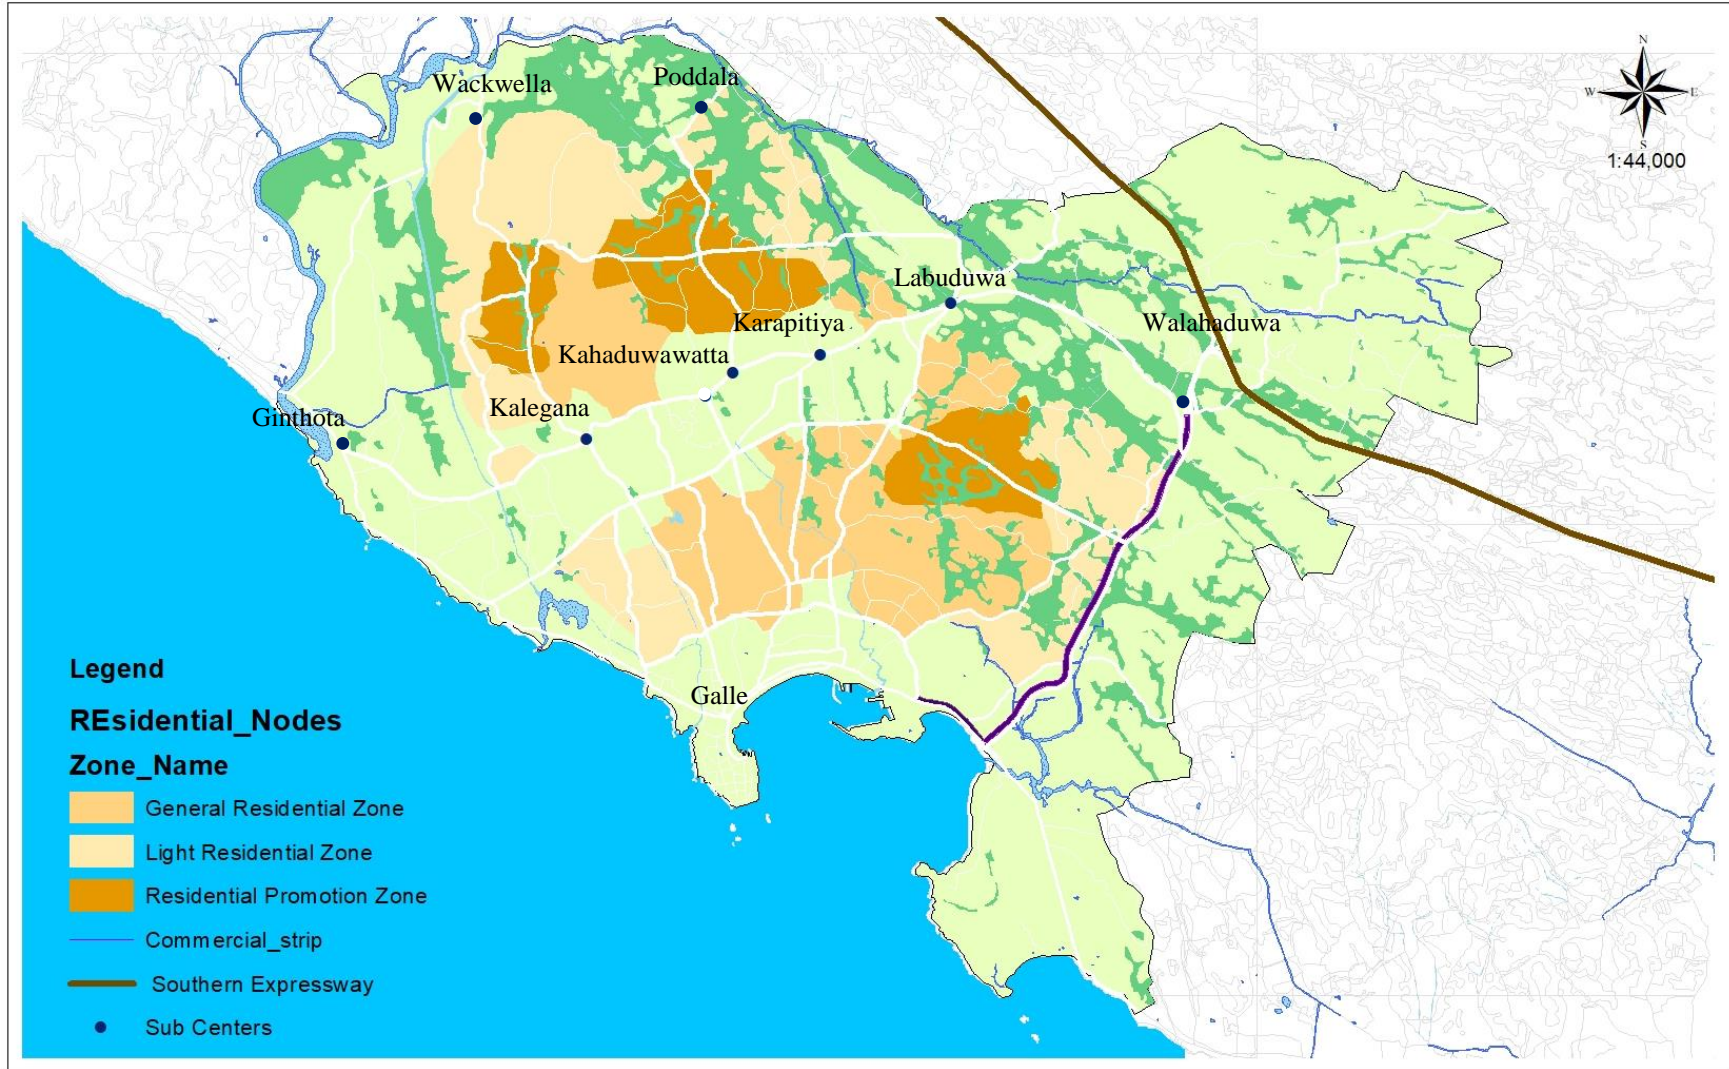 Wackwella
Poddala
N
W
E
S
1:44,000
Labuduwa
Karapitiya
Walahaduwa
Kahaduwawatta
Kalegana
Ginthota
Galle
Legend
REsidential_Nodes
Zone_Name
General Residential Zone
Light Residential Zone
Residential Promotion Zone
Commercial_strip
Southern Expressway
Sub Centers